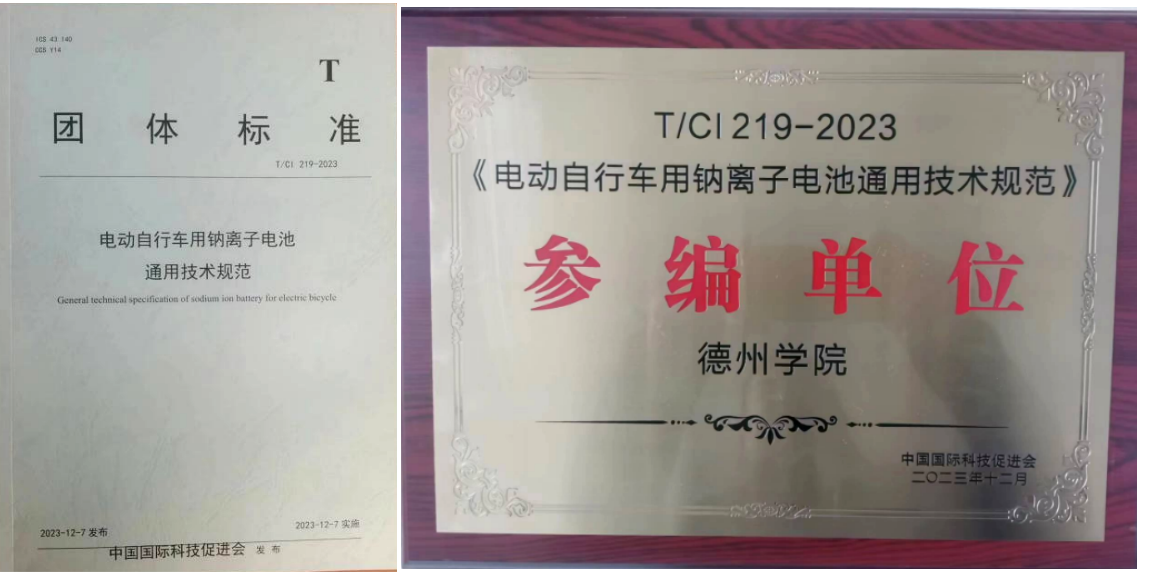 ICS 43 140
CCS Y14
T
团体标准
T/CI 219-2023
电动自行车用钠离子电池
通用技术规范
General technical specification of sodium ion battery for electric bicycle
2023-12-7 发布
2023-12-7 实施
中国国际科技促进会 发布
T/CI 219-2023
《电动自行车用钠离子电池通用技术规范》
参编单位
德州学院
中国国际科技促进会
二〇二三年十二月